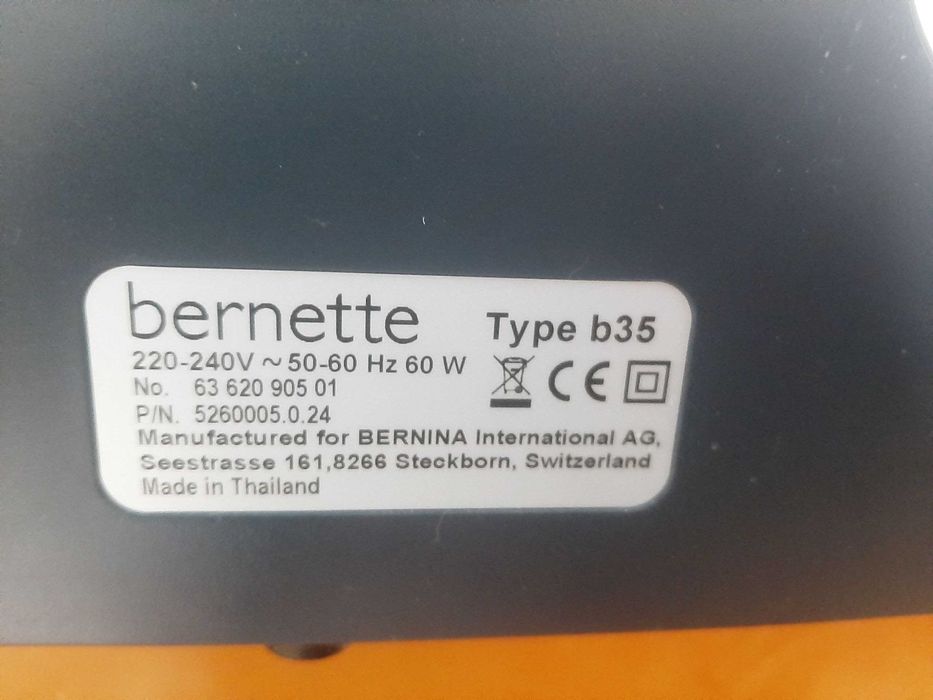 bernette
Type b35
220-240V ~ 50-60 Hz 60 W
No. 63 620 905 01
P/N. 5260005.0.24
Manufactured for BERNINA International AG,
Seestrasse 161,8266 Steckborn, Switzerland
Made in Thailand
CE